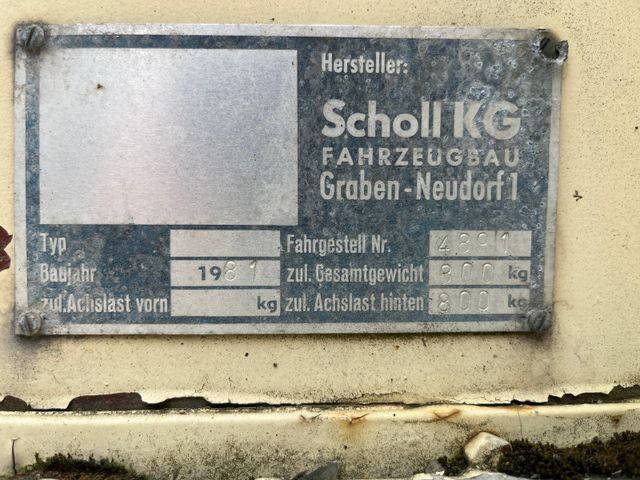 Hersteller:
Scholl KG
FAHRZEUGBAU
Graben-Neudorf 1
Typ Fahrgestell Nr. 4891
Baujahr 1981 zul. Gesamtgewicht 800 kg
zul. Achslast vorn kg zul. Achslast hinten 800 kg